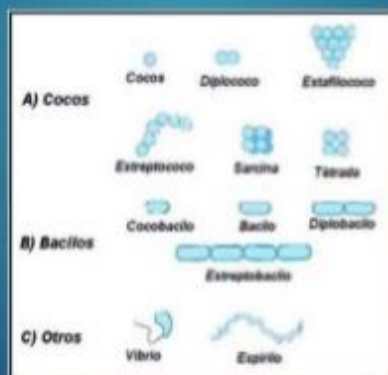 Cocos Diplococo Estafilococo
A) Cocos
Estreptococo Sarcina Tétrada
Cocobacilo Bacilo Diplobacilo
B) Bacilos
Estreptobacilo
C) Otros
Vibrio Espirilo